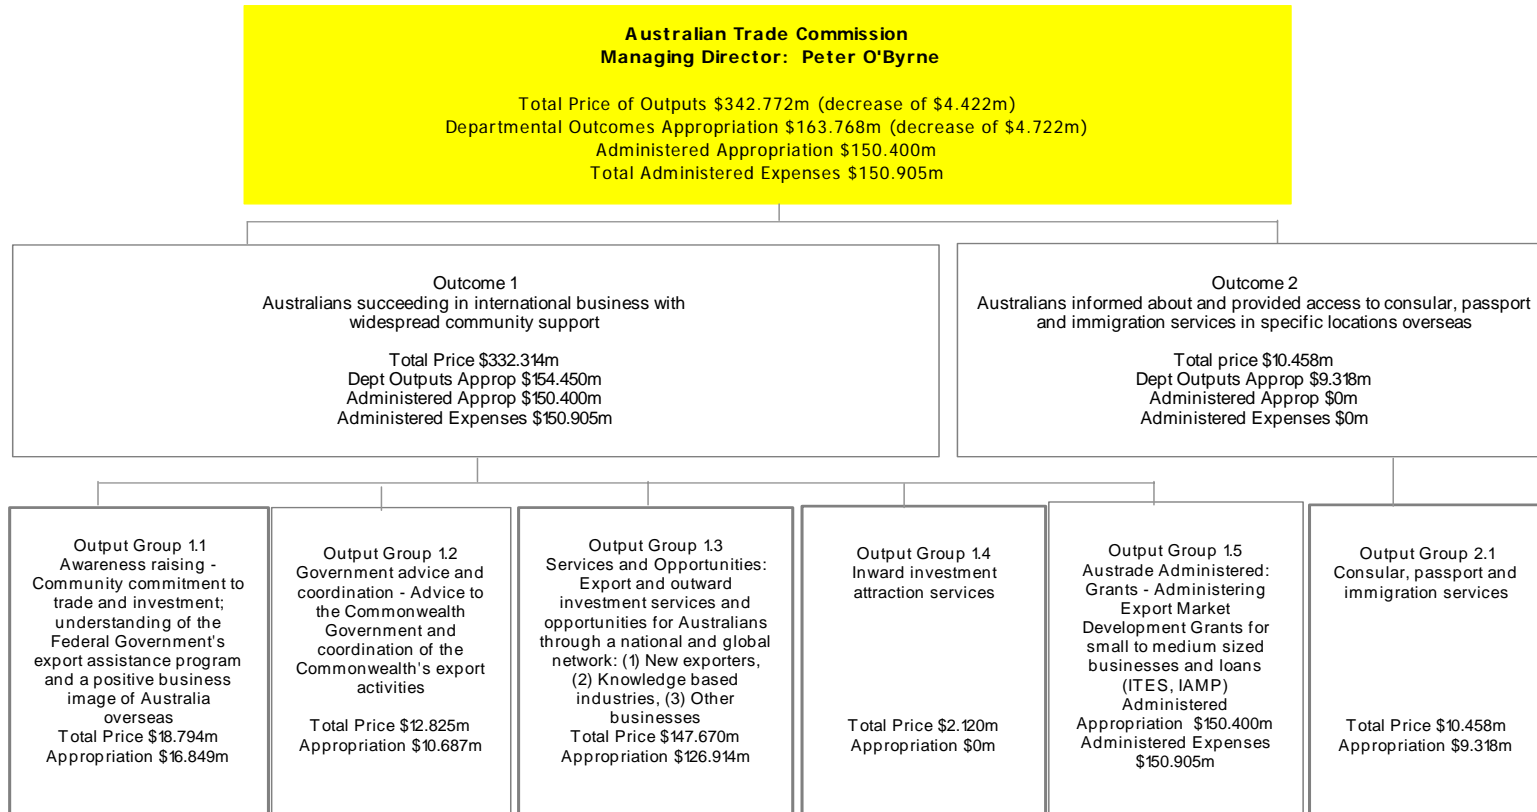 Australian Trade Commission
Managing Director: Peter O'Byrne
Total Price of Outputs $342.772m (decrease of $4.422m)
Departmental Outcomes Appropriation $163.768m (decrease of $4.722m)
Administered Appropriation $150.400m
Total Administered Expenses $150.905m
Outcome 1
Australians succeeding in international business with
widespread community support
Total Price $332.314m
Dept Outputs Approp $154.450m
Administered Approp $150.400m
Administered Expenses $150.905m
Outcome 2
Australians informed about and provided access to consular, passport
and immigration services in specific locations overseas
Total price $10.458m
Dept Outputs Approp $9.318m
Administered Approp $0m
Administered Expenses $0m
Output Group 1.1
Awareness raising -
Community commitment to
trade and investment;
understanding of the
Federal Government's
export assistance program
and a positive business
image of Australia
overseas
Total Price $18.794m
Appropriation $16.849m
Output Group 1.2
Government advice and
coordination - Advice to
the Commonwealth
Government and
coordination of the
Commonwealth's export
activities
Total Price $12.825m
Appropriation $10.687m
Output Group 1.3
Services and Opportunities:
Export and outward
investment services and
opportunities for Australians
through a national and global
network: (1) New exporters,
(2) Knowledge based
industries, (3) Other
businesses
Total Price $147.670m
Appropriation $126.914m
Output Group 1.4
Inward investment
attraction services
Total Price $2.120m
Appropriation $0m
Output Group 1.5
Austrade Administered:
Grants - Administering
Export Market
Development Grants for
small to medium sized
businesses and loans
(ITES, IAMP)
Administered
Appropriation $150.400m
Administered Expenses
$150.905m
Output Group 2.1
Consular, passport and
immigration services
Total Price $10.458m
Appropriation $9.318m